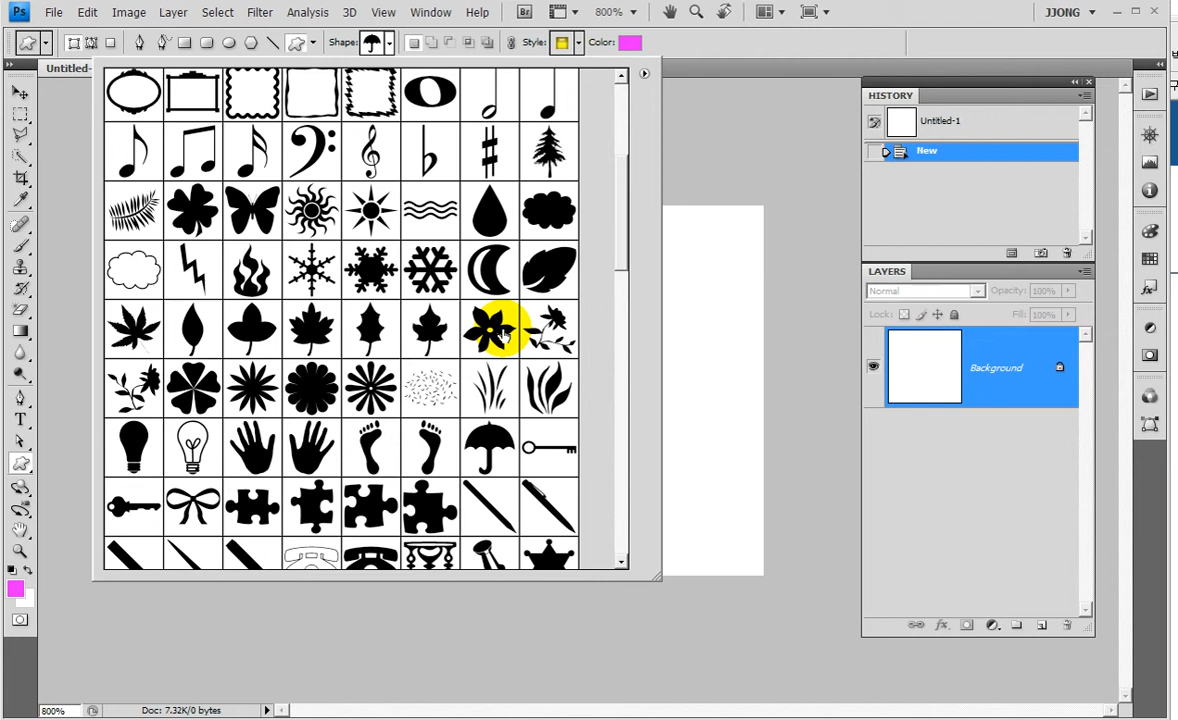 Ps File Edit Image Layer Select Filter Analysis 3D View Window Help Br 800% JJONG
Shape: Style: Color:
Untitled-
HISTORY
Untitled-1
New
LAYERS
Normal Opacity: 100%
Lock: Fill: 100%
Background
T
800% Doc: 7.32K/0 bytes